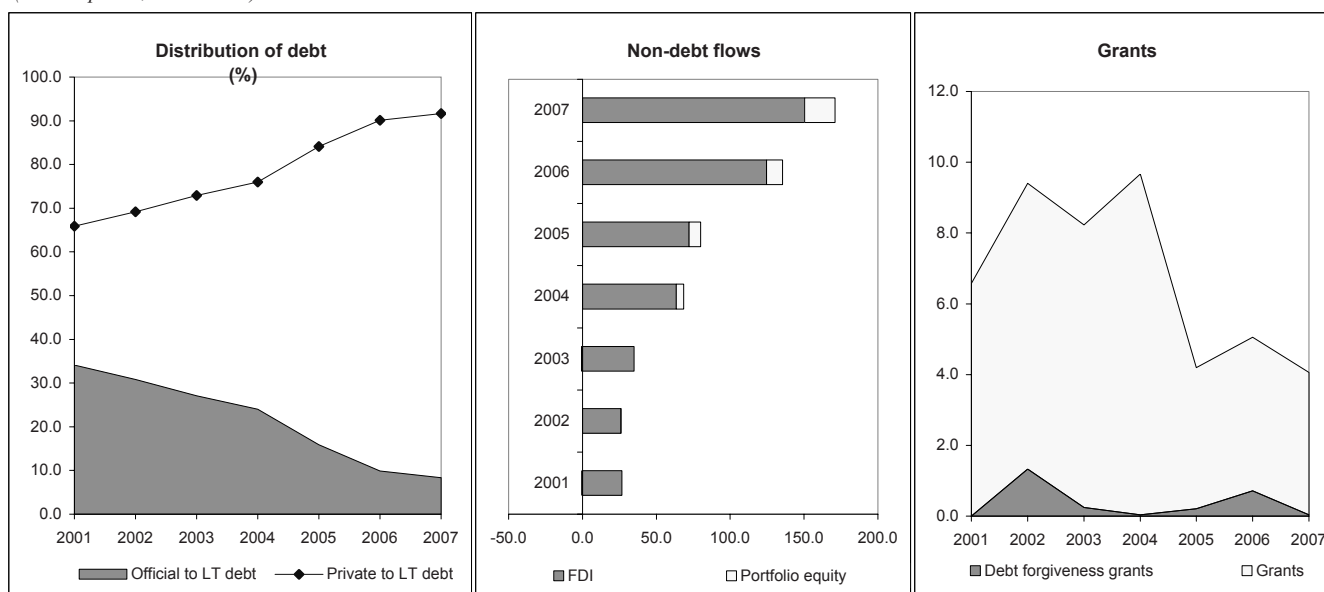 Distribution of debt
(%)
100.0
90.0
80.0
70.0
60.0
50.0
40.0
30.0
20.0
10.0
0.0
2001 2002 2003 2004 2005 2006 2007
Official to LT debt Private to LT debt
Non-debt flows
2007
2006
2005
2004
2003
2002
2001
-50.0 0.0 50.0 100.0 150.0 200.0
FDI Portfolio equity
Grants
12.0
10.0
8.0
6.0
4.0
2.0
0.0
2001 2002 2003 2004 2005 2006 2007
Debt forgiveness grants Grants